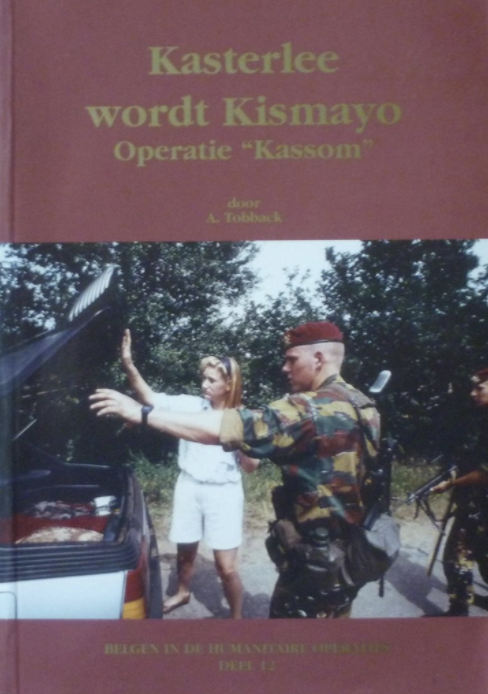 Kasterlee
wordt Kismayo
Operatie “Kassom”
door
A. Tobback
BELGEN IN DE HUMANITAIRE OPERATIES
DEEL 12